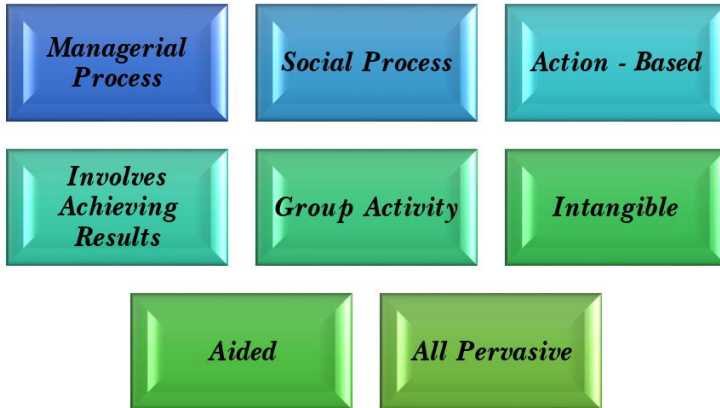 Managerial
Process
Social Process
Action - Based
Involves
Achieving
Results
Group Activity
Intangible
Aided
All Pervasive